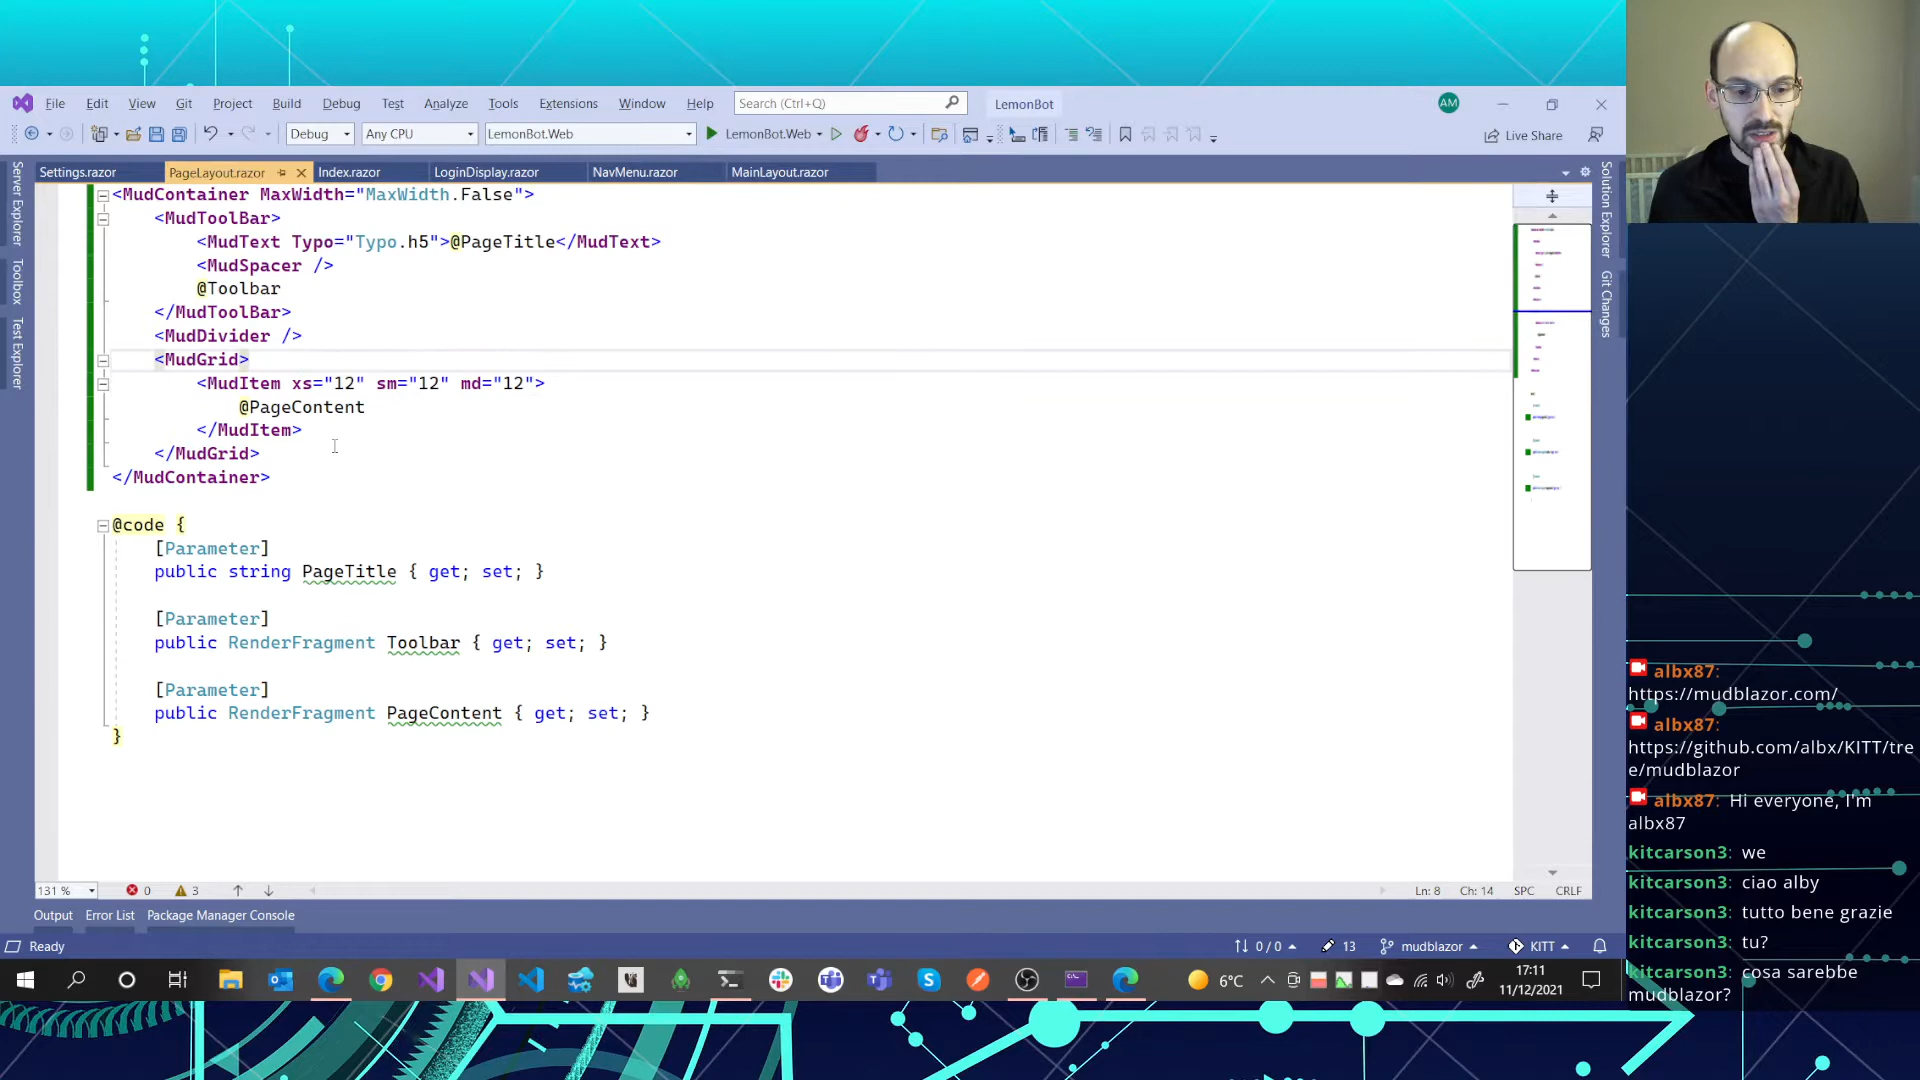 File Edit View Git Project Build Debug Test Analyze Tools Extensions Window Help Search (Ctrl+Q) LemonBot AM
Debug Any CPU LemonBot.Web LemonBot.Web Live Share
Settings.razor PageLayout.razor Index.razor LoginDisplay.razor NavMenu.razor MainLayout.razor
Server Explorer
Toolbox
Test Explorer
<MudContainer MaxWidth="MaxWidth.False">
<MudToolBar>
<MudText Typo="Typo.h5">@PageTitle</MudText>
<MudSpacer />
@Toolbar
</MudToolBar>
<MudDivider />
<MudGrid>
<MudItem xs="12" sm="12" md="12">
@PageContent
</MudItem>
</MudGrid>
</MudContainer>
@code {
[Parameter]
public string PageTitle { get; set; }
[Parameter]
public RenderFragment Toolbar { get; set; }
[Parameter]
public RenderFragment PageContent { get; set; }
}
Solution Explorer
Git Changes
131 % 0 3 Ln: 8 Ch: 14 SPC CRLF
Output Error List Package Manager Console
Ready 0 / 0 13 mudblazor KITT
6°C 17:11
11/12/2021
albx87:
https://mudblazor.com/
albx87:
https://github.com/albx/KITT/tre
e/mudblazor
albx87: Hi everyone, I'm
albx87
kitcarson3: we
kitcarson3: ciao alby
kitcarson3: tutto bene grazie
kitcarson3: tu?
kitcarson3: cosa sarebbe
mudblazor?